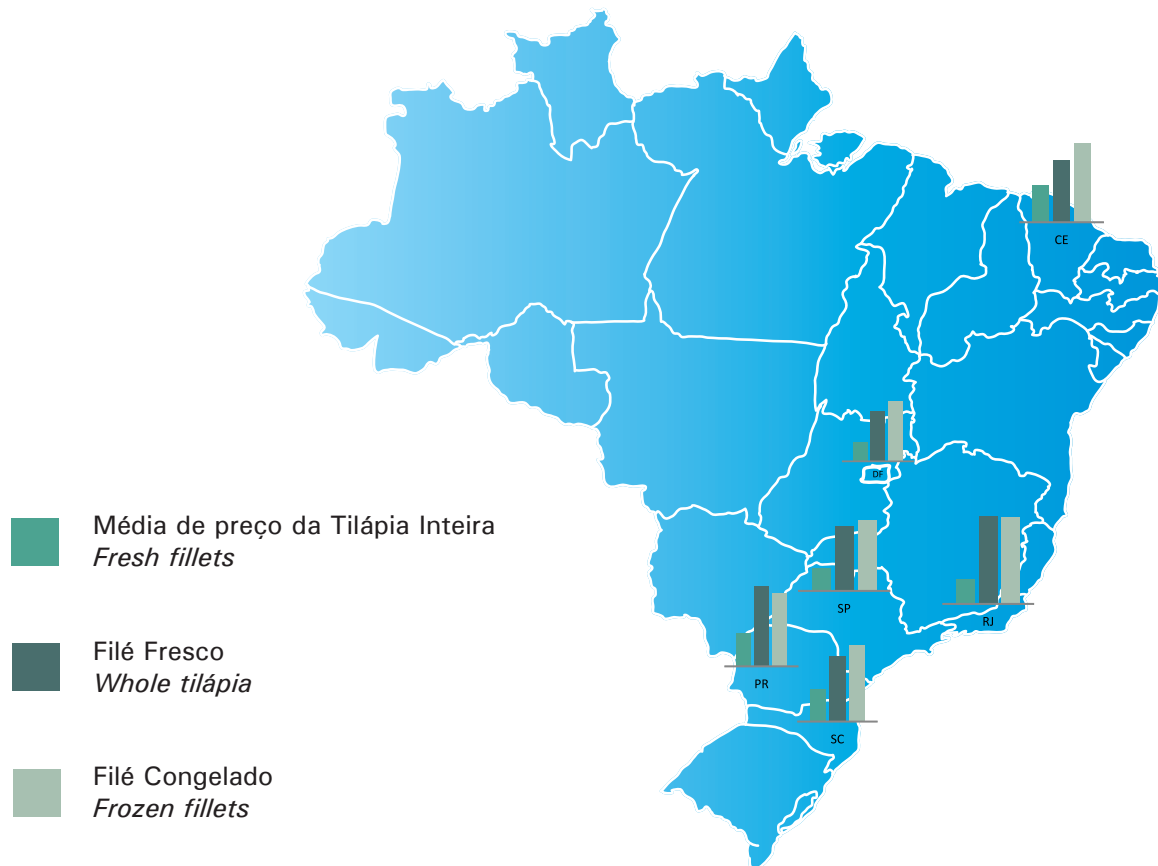 CE
DF
Média de preço da Tilápia Inteira
Fresh fillets
SP
RJ
Filé Fresco
Whole tilápia
PR
SC
Filé Congelado
Frozen fillets